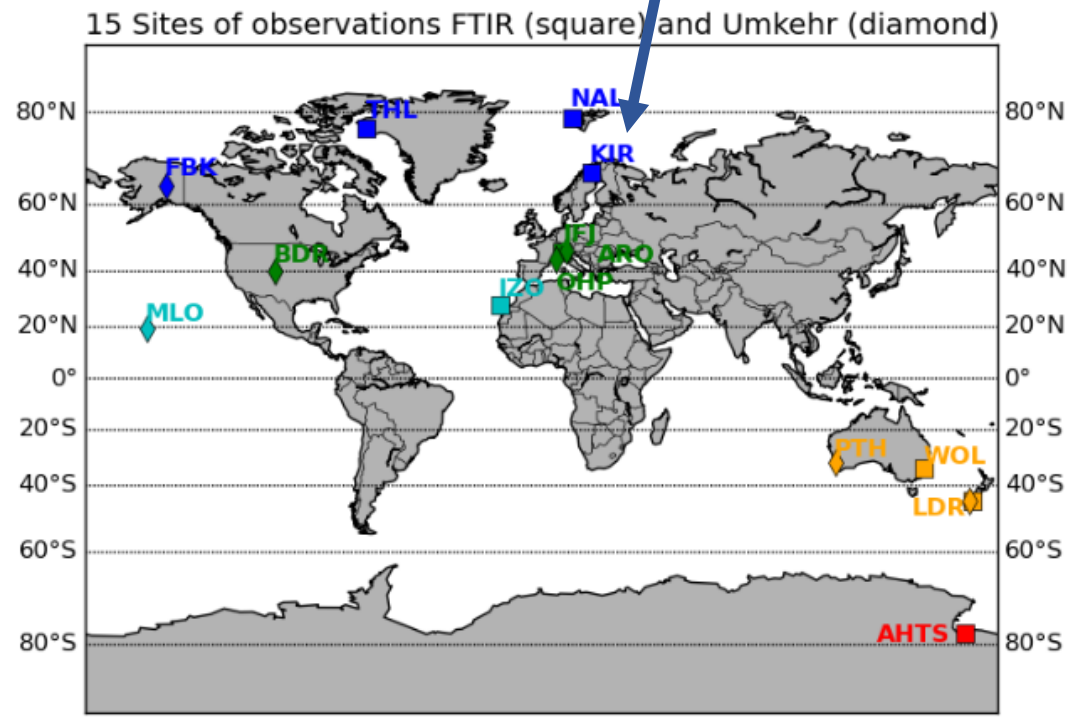 15 Sites of observations FTIR (square) and Umkehr (diamond)
80°N
THL
NAL
80°N
FBK
KIR
60°N
60°N
JFJ
BDR
ARO
40°N
40°N
OHP
IZO
MLO
20°N
20°N
0°
0°
20°S
20°S
PTH
WOL
40°S
40°S
LDR
60°S
60°S
AHTS
80°S
80°S